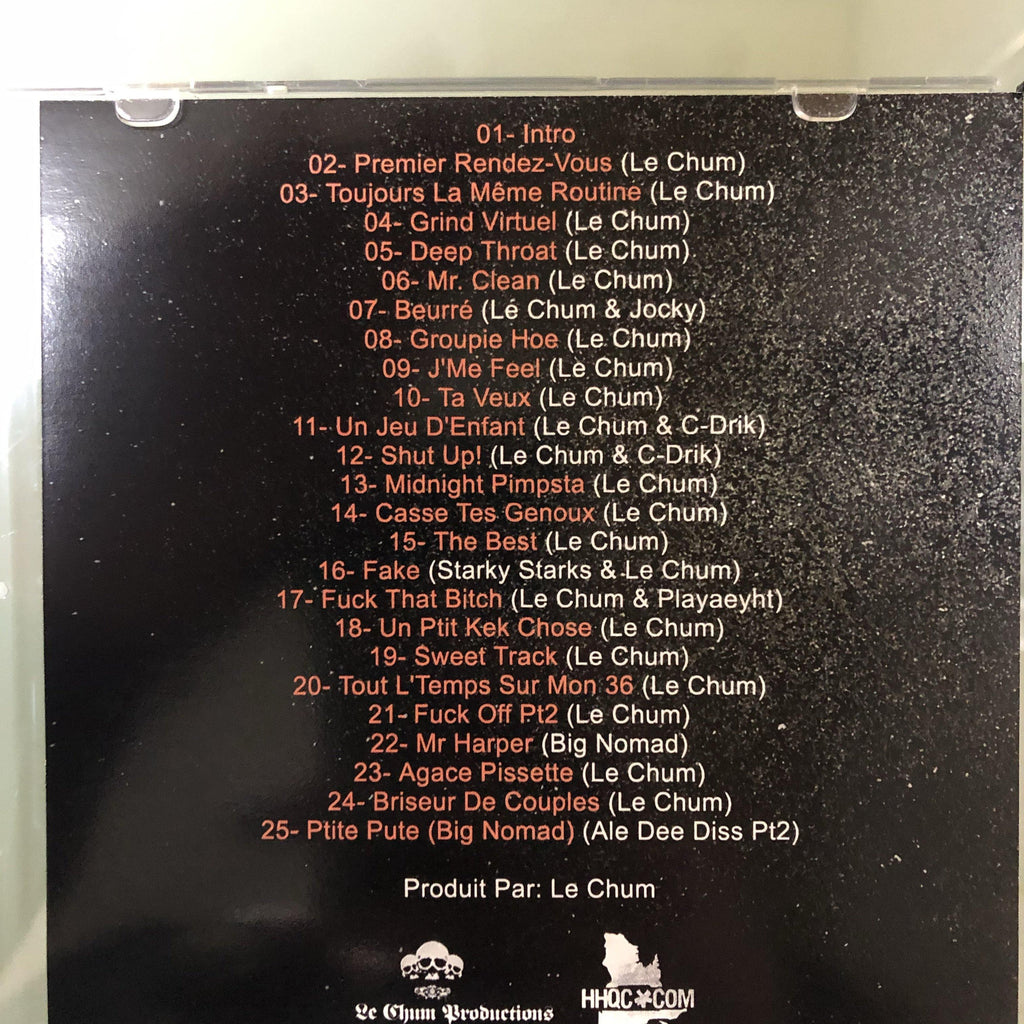 01- Intro
02- Premier Rendez-Vous (Le Chum)
03- Toujours La Même Routine (Le Chum)
04- Grind Virtuel (Le Chum)
05- Deep Throat (Le Chum)
06- Mr. Clean (Le Chum)
07- Beurré (Le Chum & Jocky)
08- Groupie Hoe (Le Chum)
09- J'Me Feel (Le Chum)
10- Ta Veux (Le Chum)
11- Un Jeu D'Enfant (Le Chum & C-Drik)
12- Shut Up! (Le Chum & C-Drik)
13- Midnight Pimpsta (Le Chum)
14- Casse Tes Genoux (Le Chum)
15- The Best (Le Chum)
16- Fake (Starky Starks & Le Chum)
17- Fuck That Bitch (Le Chum & Playaeyht)
18- Un Ptit Kek Chose (Le Chum)
19- Sweet Track (Le Chum)
20- Tout L'Temps Sur Mon 36 (Le Chum)
21- Fuck Off Pt2 (Le Chum)
22- Mr Harper (Big Nomad)
23- Agace Pissette (Le Chum)
24- Briseur De Couples (Le Chum)
25- Ptite Pute (Big Nomad) (Ale Dee Diss Pt2)
Produit Par: Le Chum
Le Chum Productions
HHQC COM